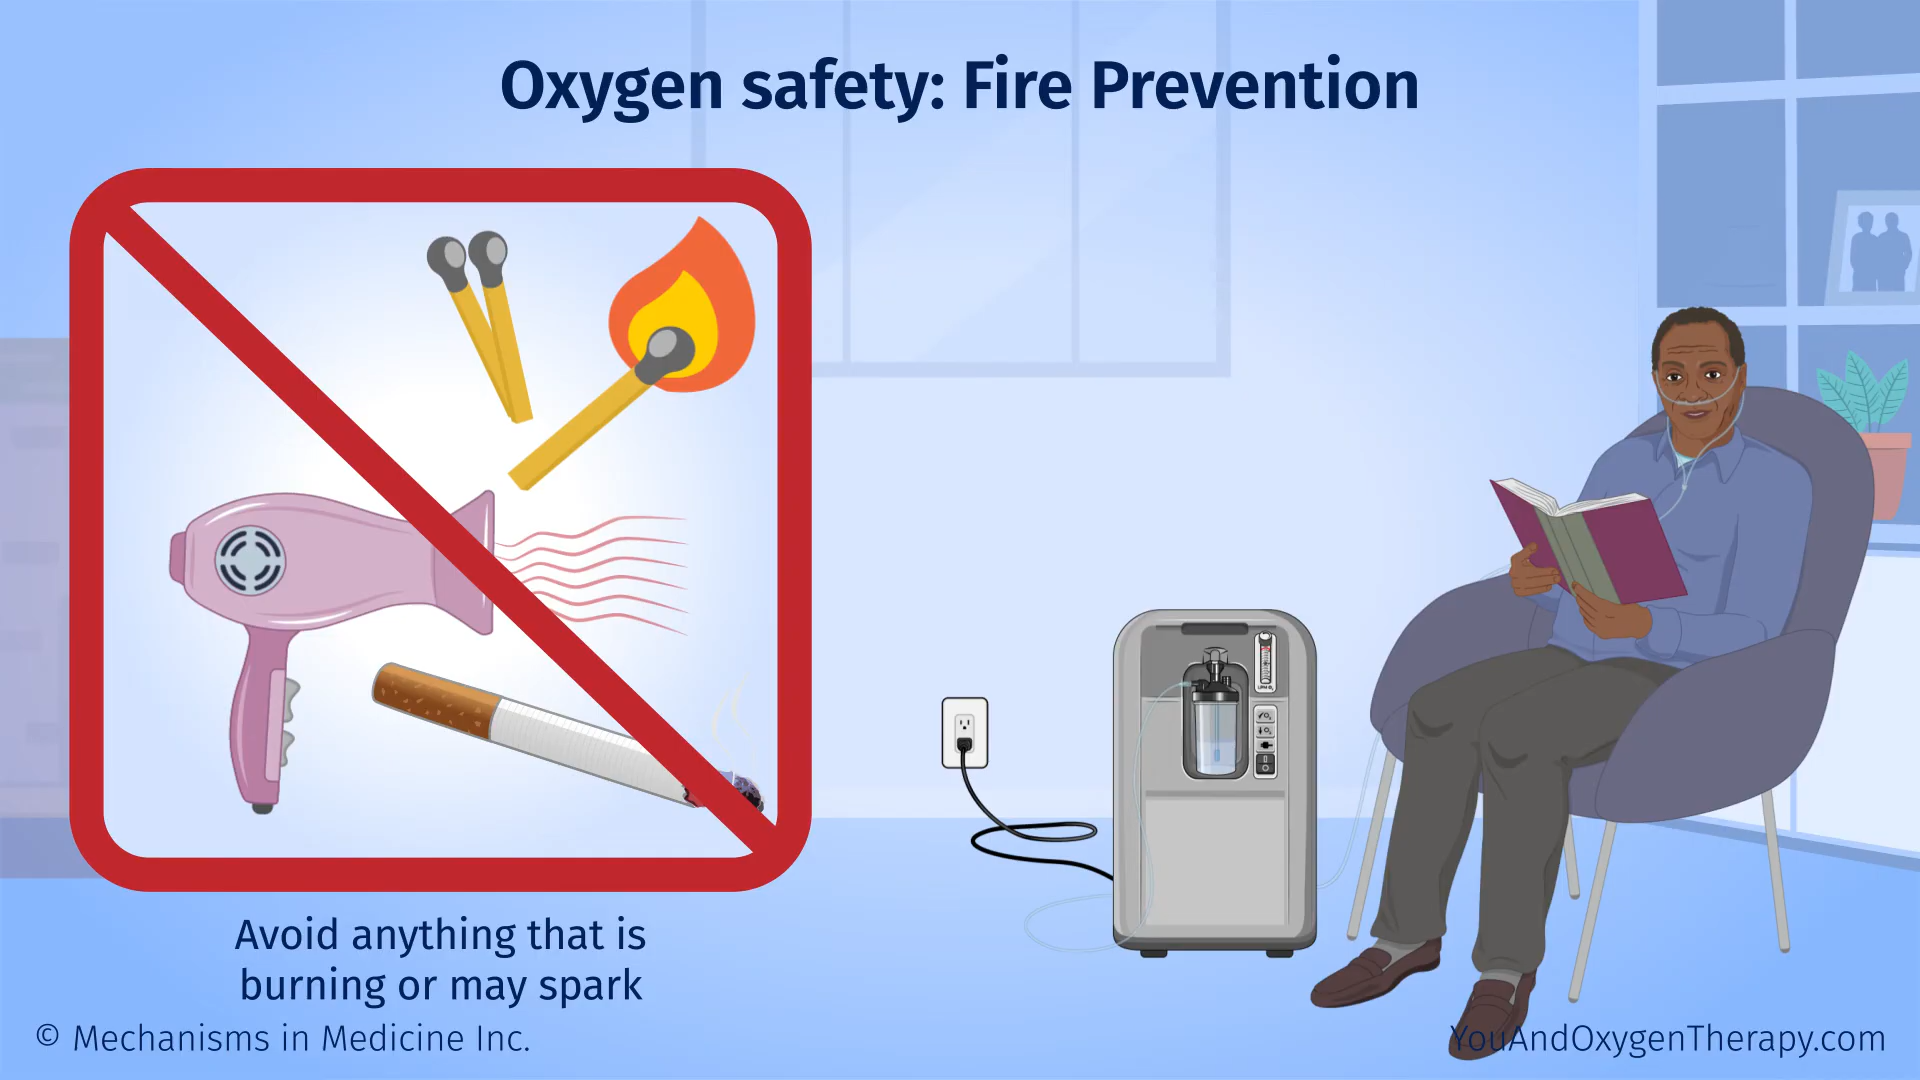 Oxygen safety: Fire Prevention
Avoid anything that is
burning or may spark
© Mechanisms in Medicine Inc.
YouAndOxygenTherapy.com